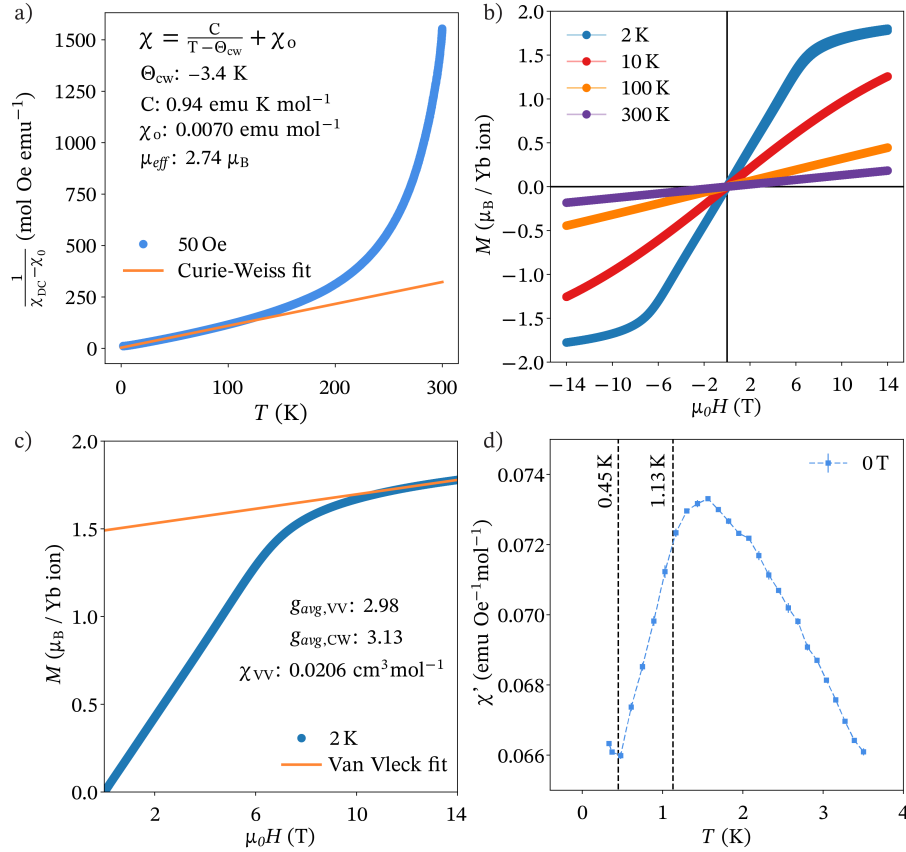 a)
χ = C / (T − Θcw) + χo
Θcw: −3.4 K
C: 0.94 emu K mol⁻¹
χo: 0.0070 emu mol⁻¹
μeff: 2.74 μB
50 Oe
Curie-Weiss fit
1 / (χDC − χ0) (mol Oe emu⁻¹)
1500
1250
1000
750
500
250
0
0 100 200 300
T (K)
b)
2 K
10 K
100 K
300 K
M (μB / Yb ion)
2.0
1.5
1.0
0.5
0.0
−0.5
−1.0
−1.5
−2.0
−14 −10 −6 −2 2 6 10 14
μ0H (T)
c)
M (μB / Yb ion)
2.0
1.5
1.0
0.5
0.0
gavg,VV: 2.98
gavg,CW: 3.13
χVV: 0.0206 cm³mol⁻¹
2 K
Van Vleck fit
2 6 10 14
μ0H (T)
d)
0.45 K
1.13 K
0 T
χ' (emu Oe⁻¹mol⁻¹)
0.074
0.072
0.070
0.068
0.066
0 1 2 3 4
T (K)